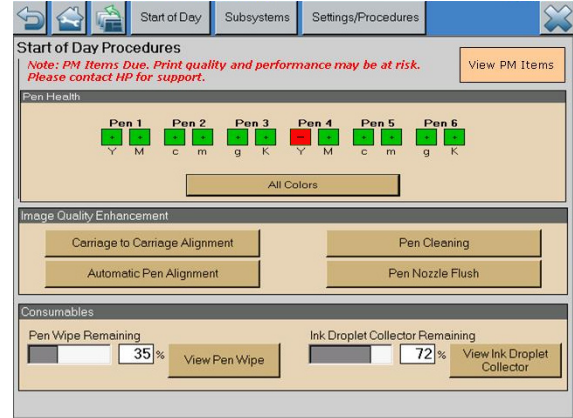 Start of Day Subsystems Settings/Procedures
Start of Day Procedures
Note: PM Items Due. Print quality and performance may be at risk.
Please contact HP for support.
View PM Items
Pen Health
Pen 1 Pen 2 Pen 3 Pen 4 Pen 5 Pen 6
+ + + + + + - + + + + +
Y M c m g K Y M c m g K
All Colors
Image Quality Enhancement
Carriage to Carriage Alignment Pen Cleaning
Automatic Pen Alignment Pen Nozzle Flush
Consumables
Pen Wipe Remaining Ink Droplet Collector Remaining
35 % View Pen Wipe 72 % View Ink Droplet
Collector